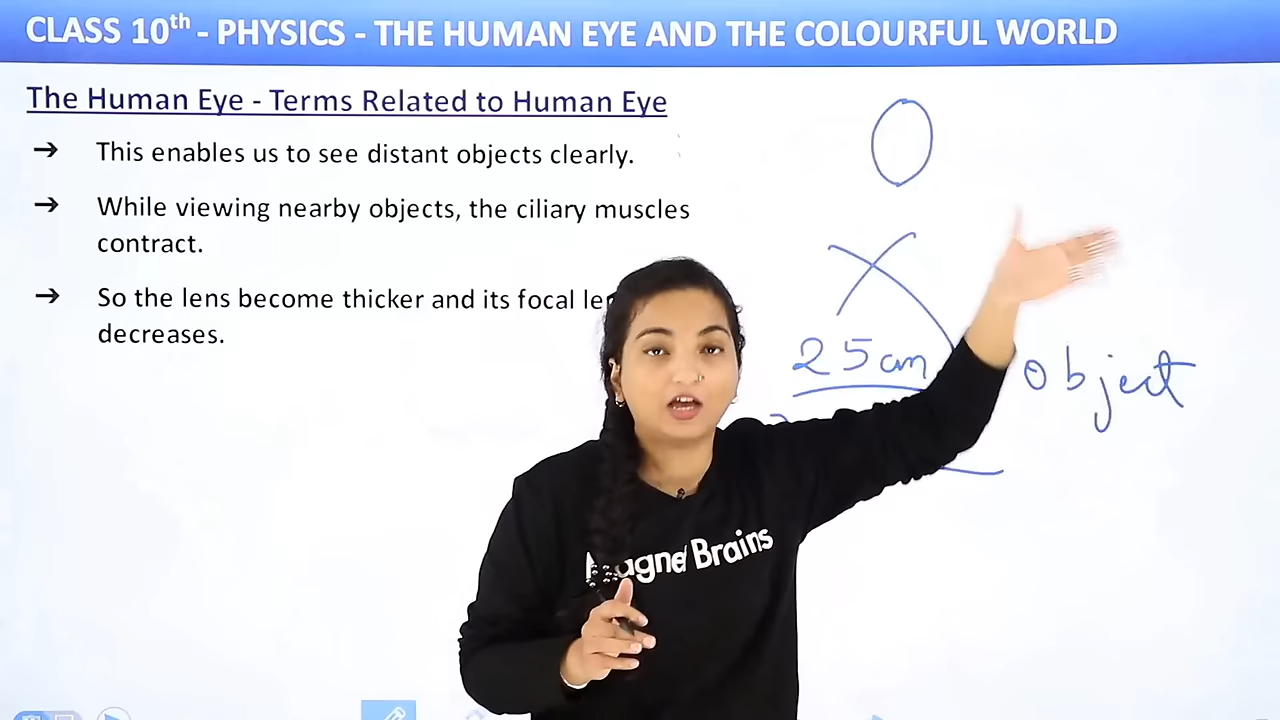 CLASS 10th - PHYSICS - THE HUMAN EYE AND THE COLOURFUL WORLD
The Human Eye - Terms Related to Human Eye
➔ This enables us to see distant objects clearly.
➔ While viewing nearby objects, the ciliary muscles
contract.
➔ So the lens become thicker and its focal
decreases.
25cm
object
Brains